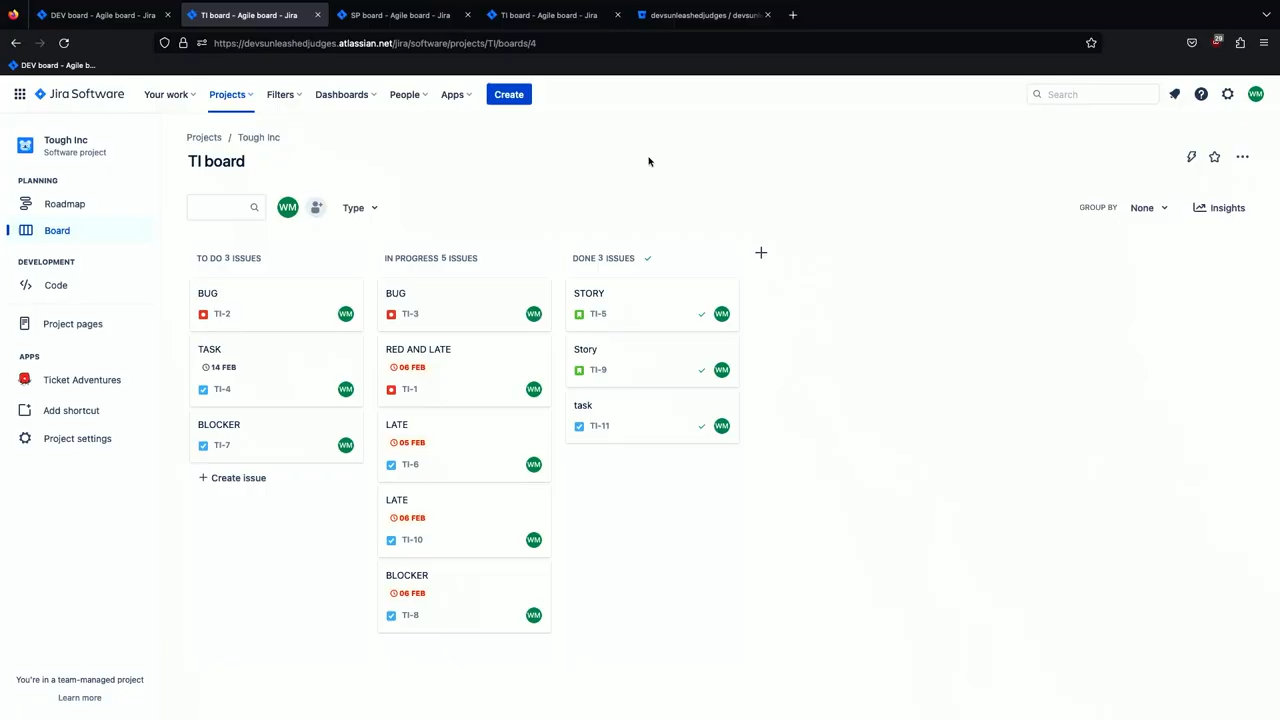 DEV board - Agile board - Jira
TI board - Agile board - Jira
SP board - Agile board - Jira
TI board - Agile board - Jira
devsunleashedjudges / devsunl
https://devsunleashedjudges.atlassian.net/jira/software/projects/TI/boards/4
29
DEV board - Agile b...
Jira Software
Your work
Projects
Filters
Dashboards
People
Apps
Create
Search
WM
Tough Inc
Software project
PLANNING
Roadmap
Board
DEVELOPMENT
Code
Project pages
APPS
Ticket Adventures
Add shortcut
Project settings
You're in a team-managed project
Learn more
Projects / Tough Inc
TI board
WM
Type
GROUP BY
None
Insights
TO DO 3 ISSUES
BUG
TI-2
WM
TASK
14 FEB
TI-4
WM
BLOCKER
TI-7
WM
+ Create issue
IN PROGRESS 5 ISSUES
BUG
TI-3
WM
RED AND LATE
06 FEB
TI-1
WM
LATE
05 FEB
TI-6
WM
LATE
06 FEB
TI-10
WM
BLOCKER
06 FEB
TI-8
WM
DONE 3 ISSUES
STORY
TI-5
WM
Story
TI-9
WM
task
TI-11
WM